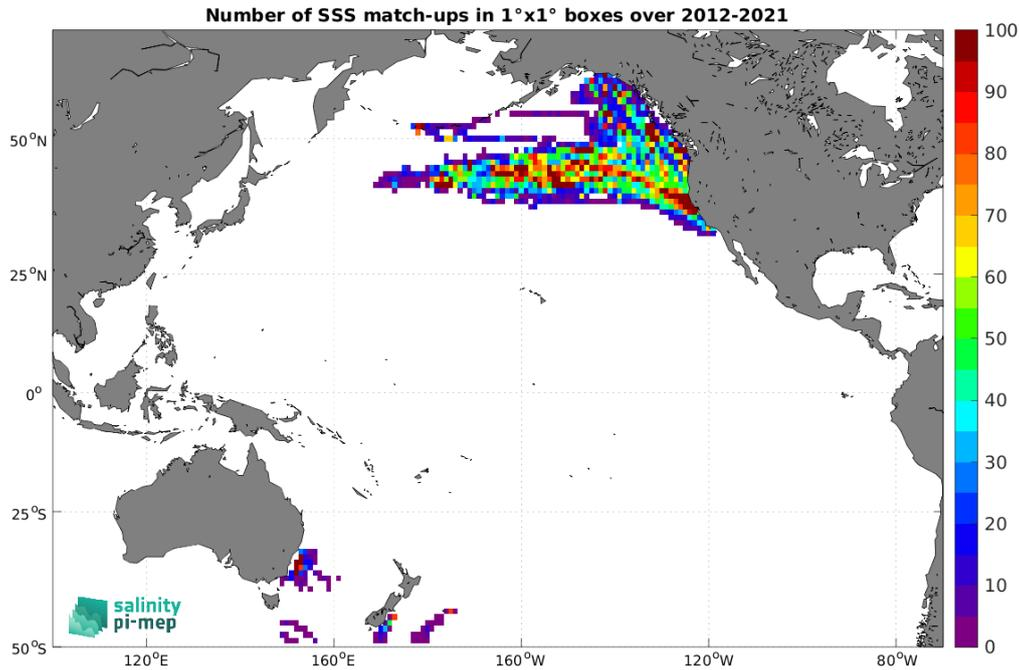 Number of SSS match-ups in 1°x1° boxes over 2012-2021
100
90
80
70
60
50
40
30
20
10
0
50°N
25°N
0°
25°S
50°S
120°E
160°E
160°W
120°W
80°W
salinity
pi-mep